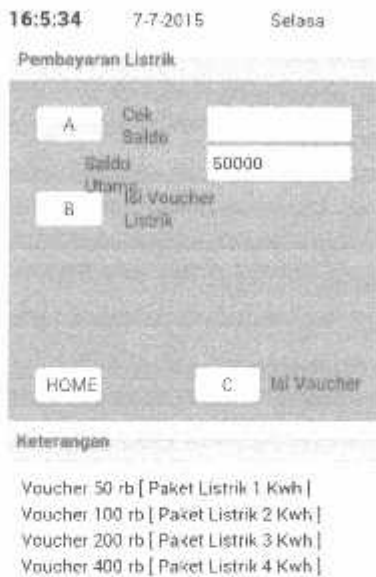 16:5:34 7-7-2015 Selasa
Pembayaran Listrik
A Cek
Saldo
Saldo
Utama 50000
B Isi Voucher
Listrik
HOME C Isi Voucher
Keterangan
Voucher 50 rb [ Paket Listrik 1 Kwh ]
Voucher 100 rb [ Paket Listrik 2 Kwh ]
Voucher 200 rb [ Paket Listrik 3 Kwh ]
Voucher 400 rb [ Paket Listrik 4 Kwh ]